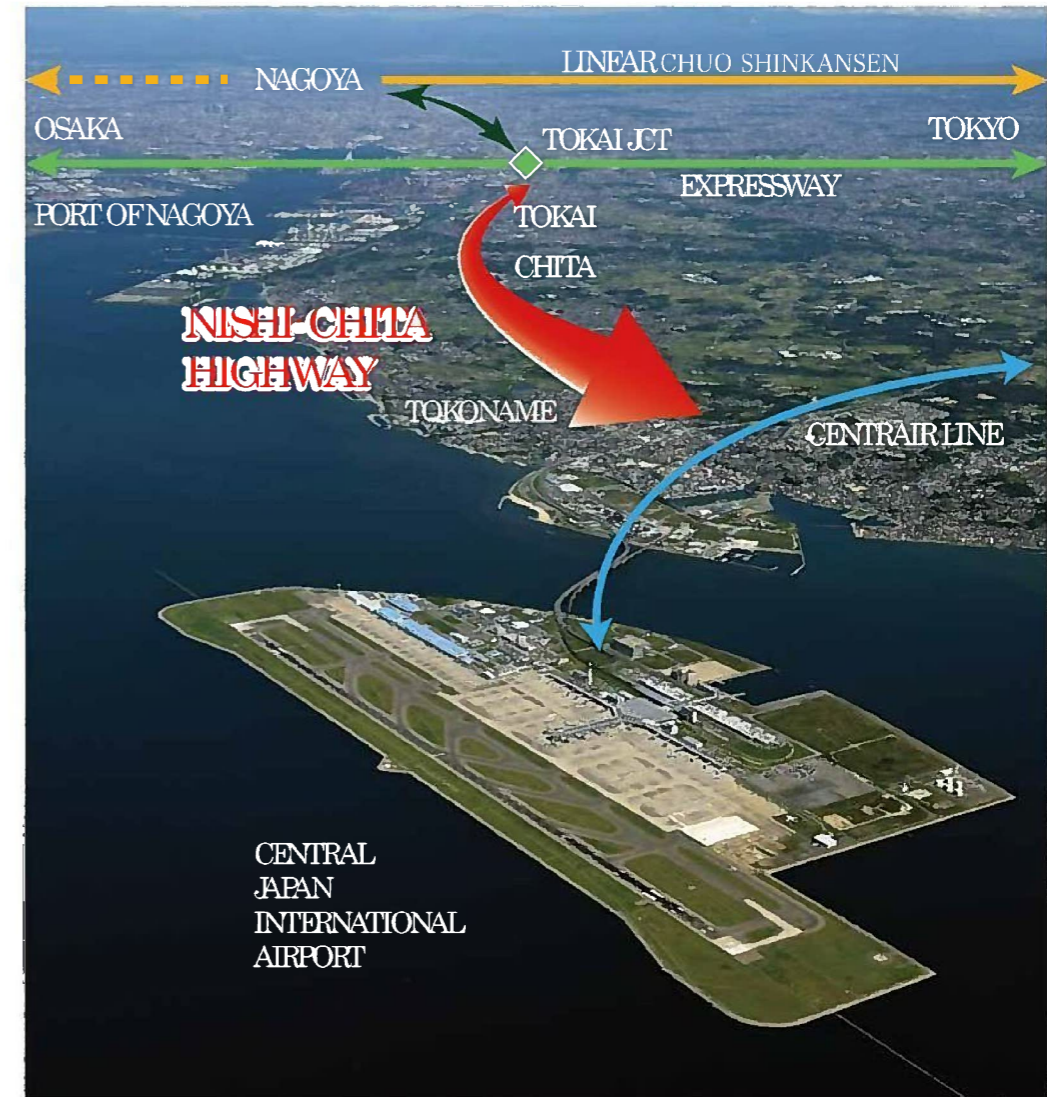 LINEAR CHUO SHINKANSEN
NAGOYA
OSAKA
TOKAI JCT
TOKYO
EXPRESSWAY
PORT OF NAGOYA
TOKAI
CHITA
NISHI-CHITA
HIGHWAY
TOKONAME
CENTRAIR LINE
CENTRAL
JAPAN
INTERNATIONAL
AIRPORT